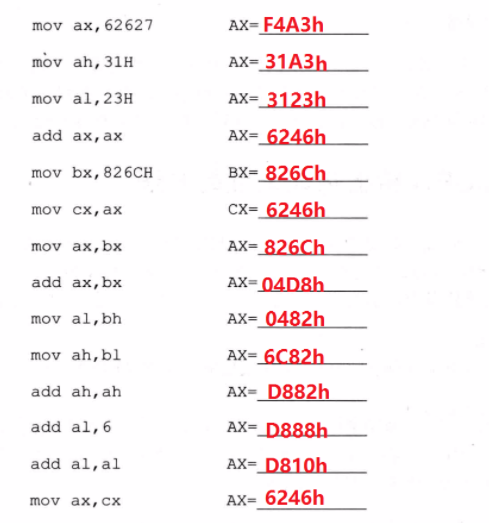 mov ax,62627 AX= F4A3h
mov ah,31H AX= 31A3h
mov al,23H AX= 3123h
add ax,ax AX= 6246h
mov bx,826CH BX= 826Ch
mov cx,ax CX= 6246h
mov ax,bx AX= 826Ch
add ax,bx AX= 04D8h
mov al,bh AX= 0482h
mov ah,bl AX= 6C82h
add ah,ah AX= D882h
add al,6 AX= D888h
add al,al AX= D810h
mov ax,cx AX= 6246h